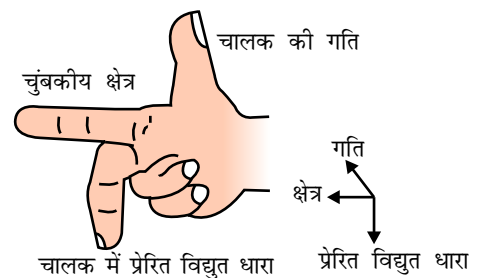 चालक की गति
चुंबकीय क्षेत्र
गति
क्षेत्र
चालक में प्रेरित विद्युत धारा
प्रेरित विद्युत धारा